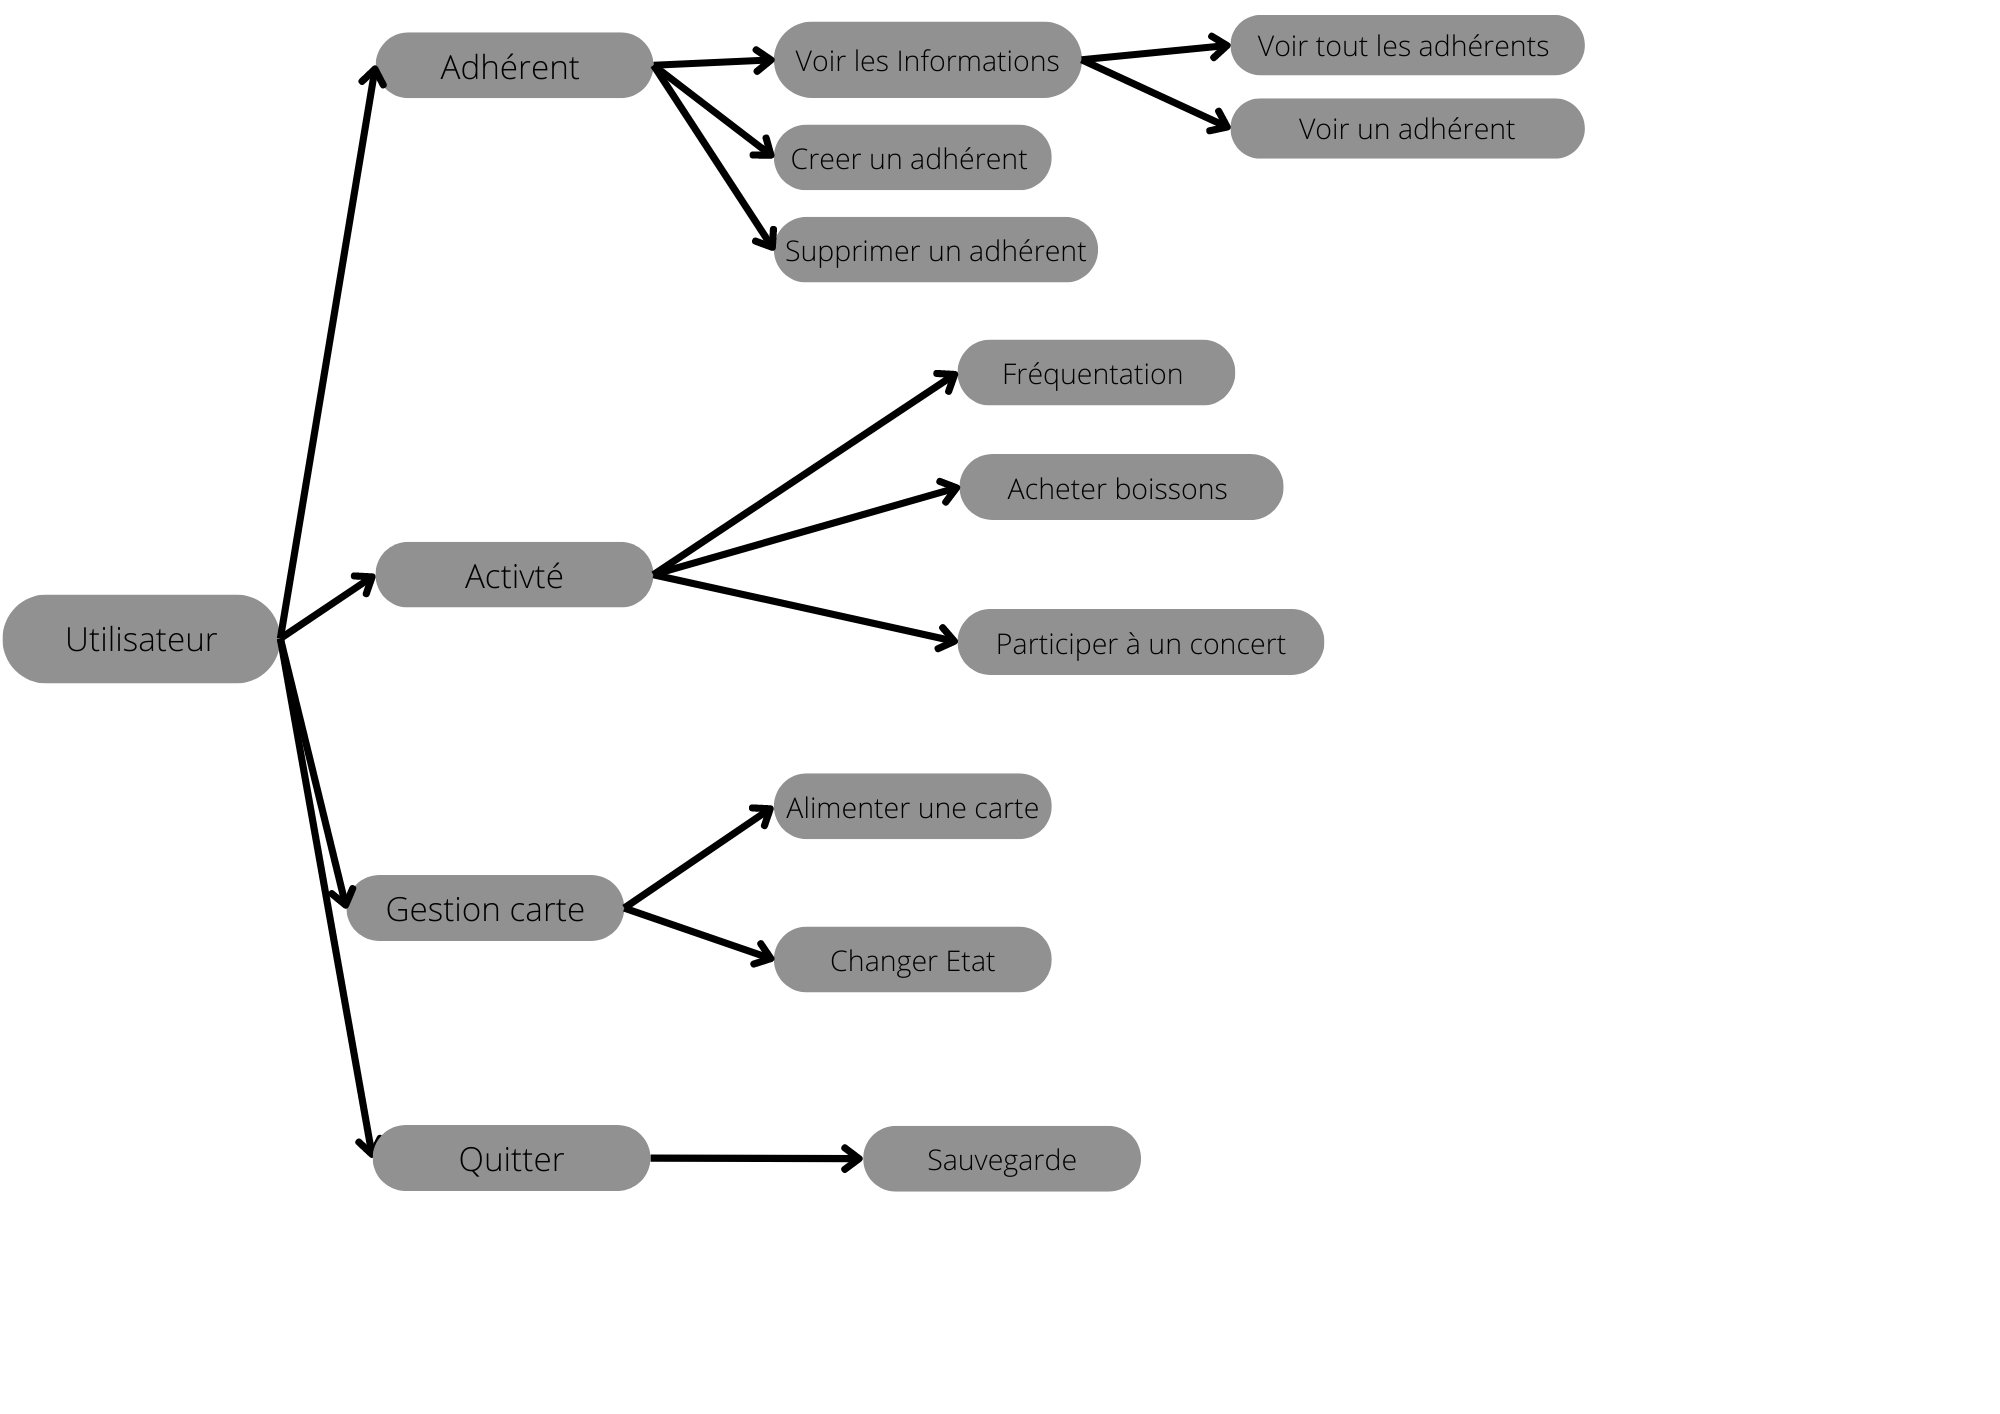 Utilisateur
Adhérent
Voir les Informations
Voir tout les adhérents
Voir un adhérent
Creer un adhérent
Supprimer un adhérent
Activté
Fréquentation
Acheter boissons
Participer à un concert
Gestion carte
Alimenter une carte
Changer Etat
Quitter
Sauvegarde